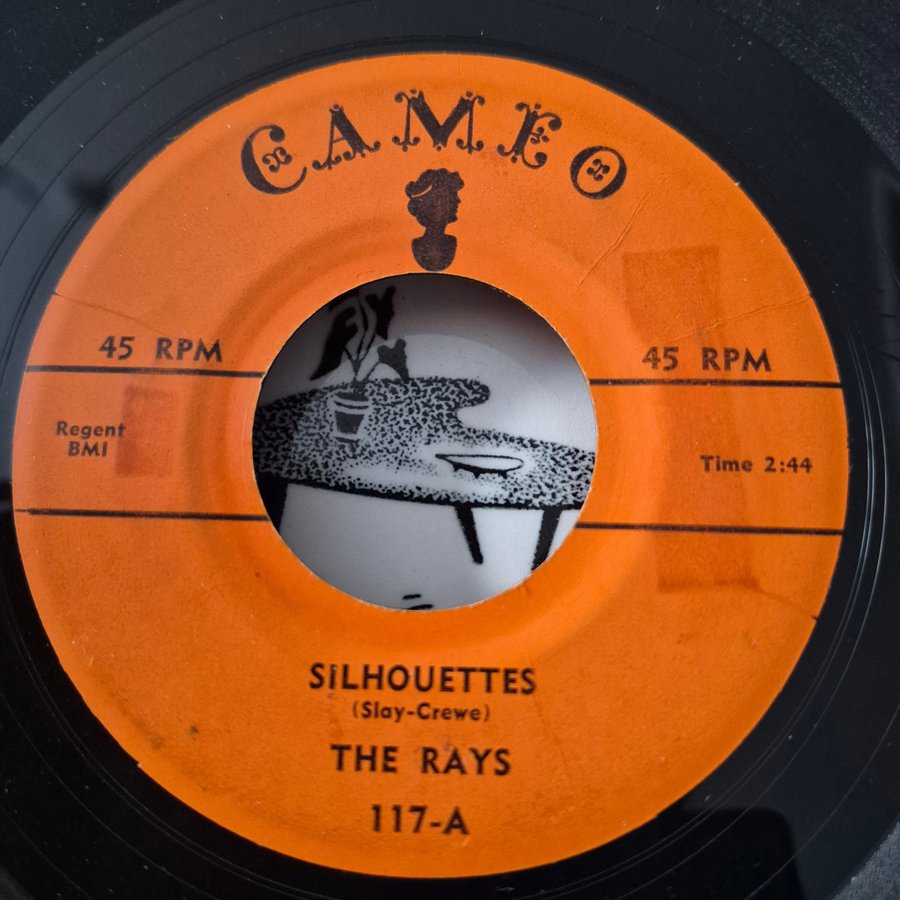 CAMEO
45 RPM
45 RPM
Regent
BMI
Time 2:44
SILHOUETTES
(Slay-Crewe)
THE RAYS
117-A